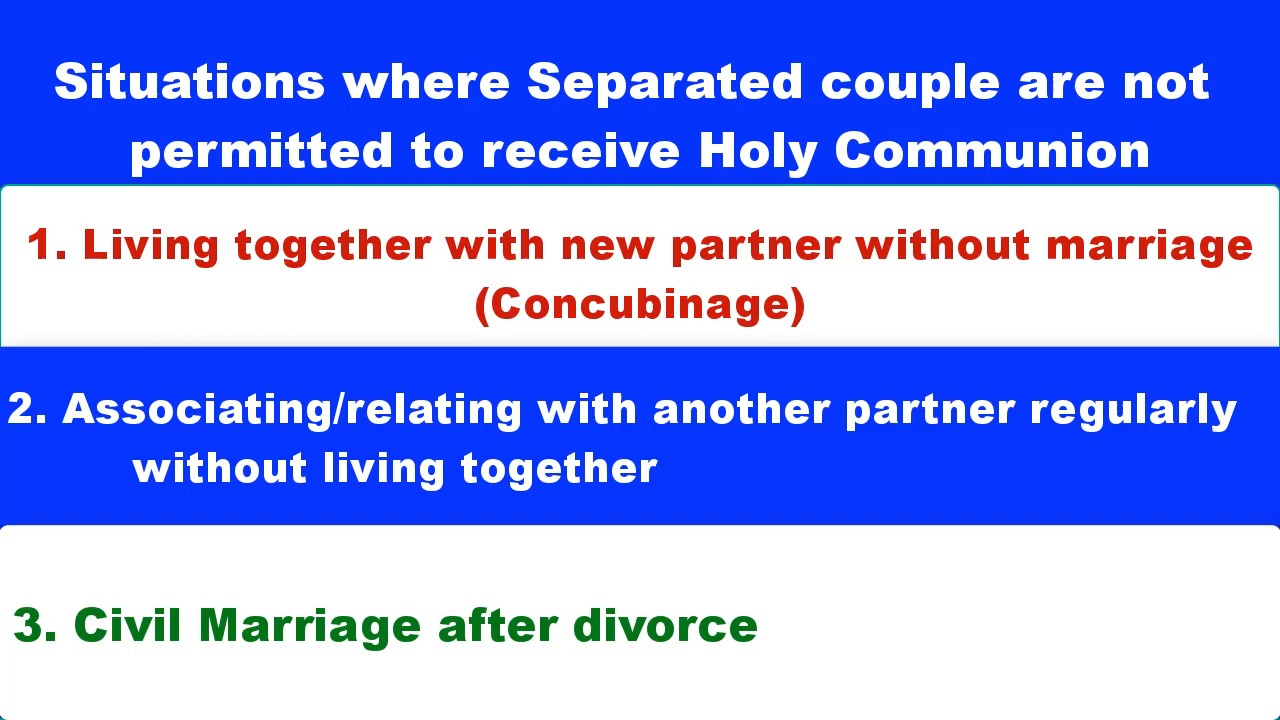 Situations where Separated couple are not
permitted to receive Holy Communion
1. Living together with new partner without marriage
(Concubinage)
2. Associating/relating with another partner regularly
without living together
3. Civil Marriage after divorce